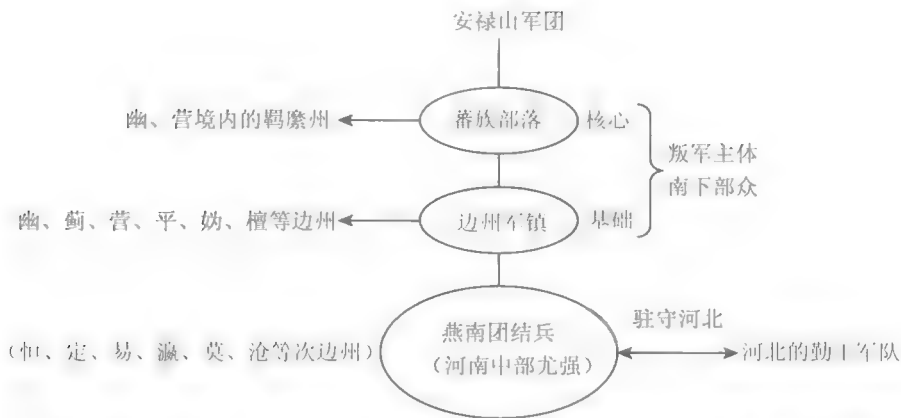 安禄山军团
幽、营境内的羁縻州
蕃族部落
核心
叛军主体
南下部众
幽、蓟、营、平、妫、檀等边州
边州军镇
基础
燕南团结兵
(河南中部尤强)
驻守河北
(恒、定、易、瀛、莫、沧等次边州)
河北的勤王军队